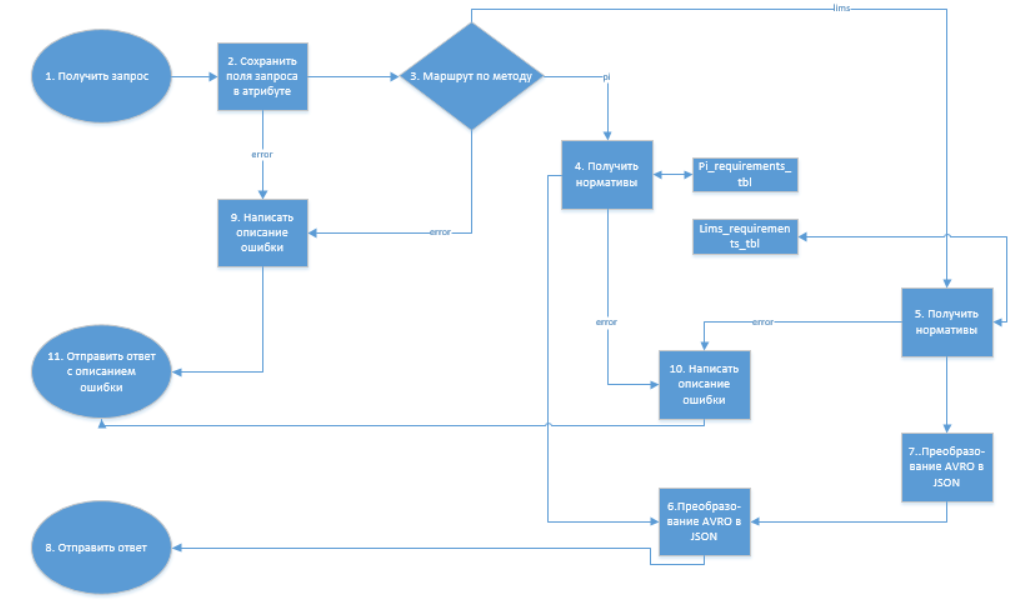 lims
1. Получить запрос
2. Сохранить
поля запроса
в атрибуте
3. Маршрут по методу
pi
error
4. Получить
нормативы
Pi_requirements_
tbl
9. Написать
описание
ошибки
error
Lims_requiremen
ts_tbl
5. Получить
нормативы
error
error
11. Отправить ответ
с описанием
ошибки
10. Написать
описание
ошибки
7..Преобразо-
вание AVRO в
JSON
6.Преобразо-
вание AVRO в
JSON
8. Отправить ответ